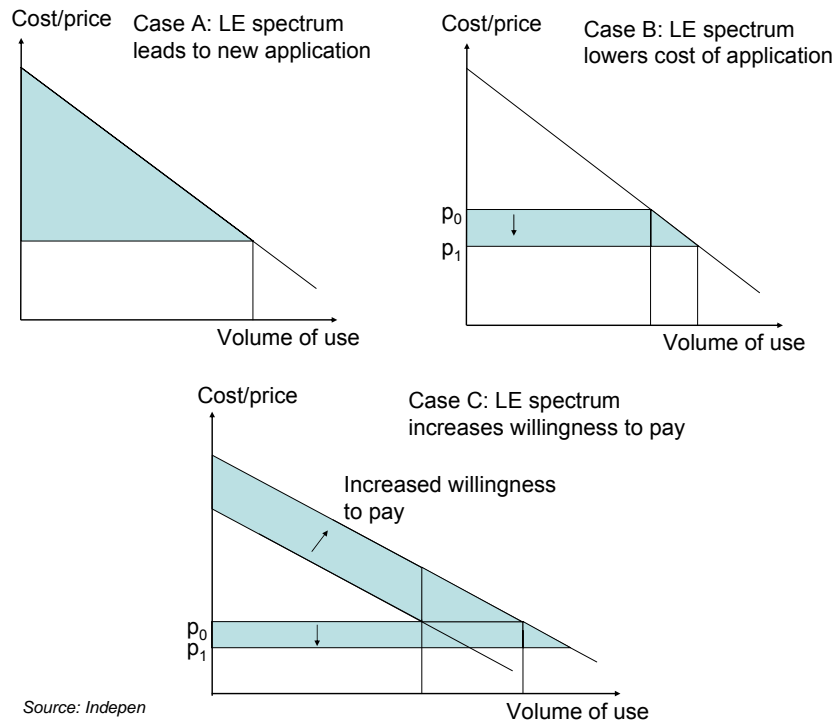 Cost/price
Case A: LE spectrum
leads to new application
Volume of use
Cost/price
Case B: LE spectrum
lowers cost of application
p0
p1
Volume of use
Cost/price
Case C: LE spectrum
increases willingness to pay
Increased willingness
to pay
p0
p1
Volume of use
Source: Indepen